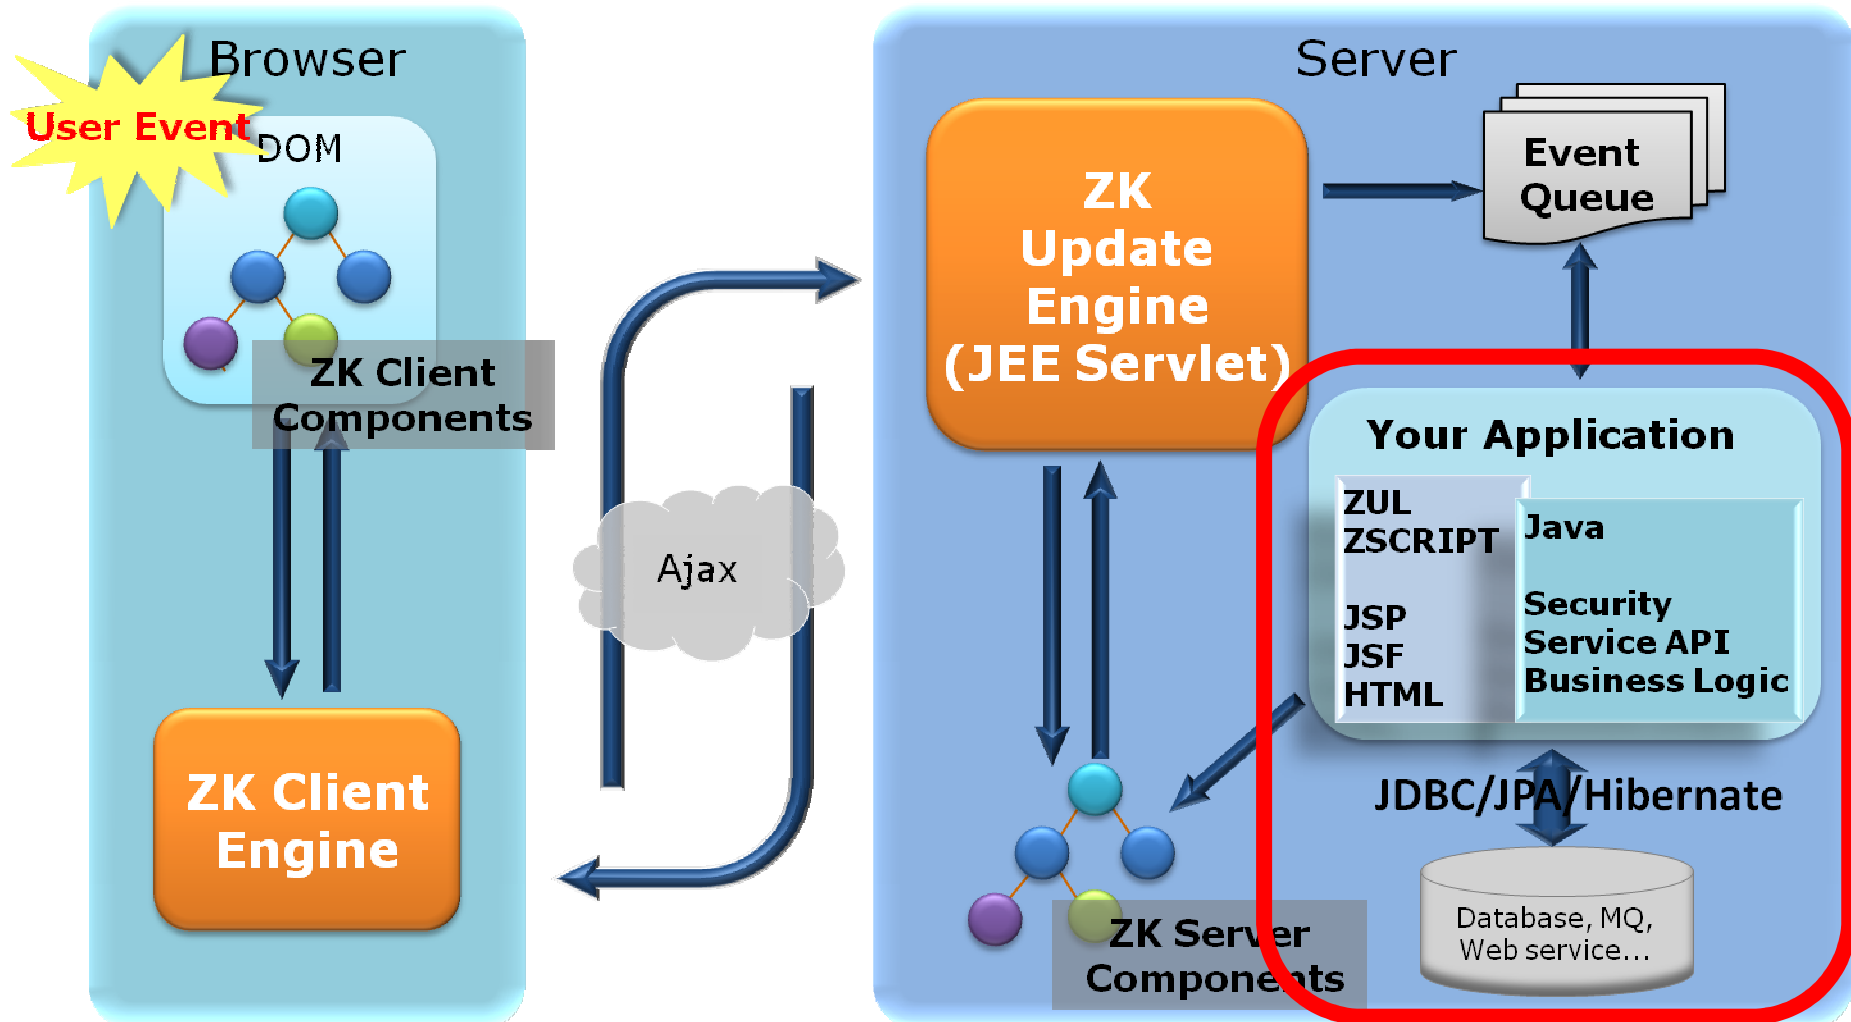 Browser
User Event
DOM
ZK Client
Components
ZK Client
Engine
Ajax
Server
ZK
Update
Engine
(JEE Servlet)
Event
Queue
Your Application
ZUL
ZSCRIPT
JSP
JSF
HTML
Java
Security
Service API
Business Logic
JDBC/JPA/Hibernate
Database, MQ,
Web service...
ZK Server
Components